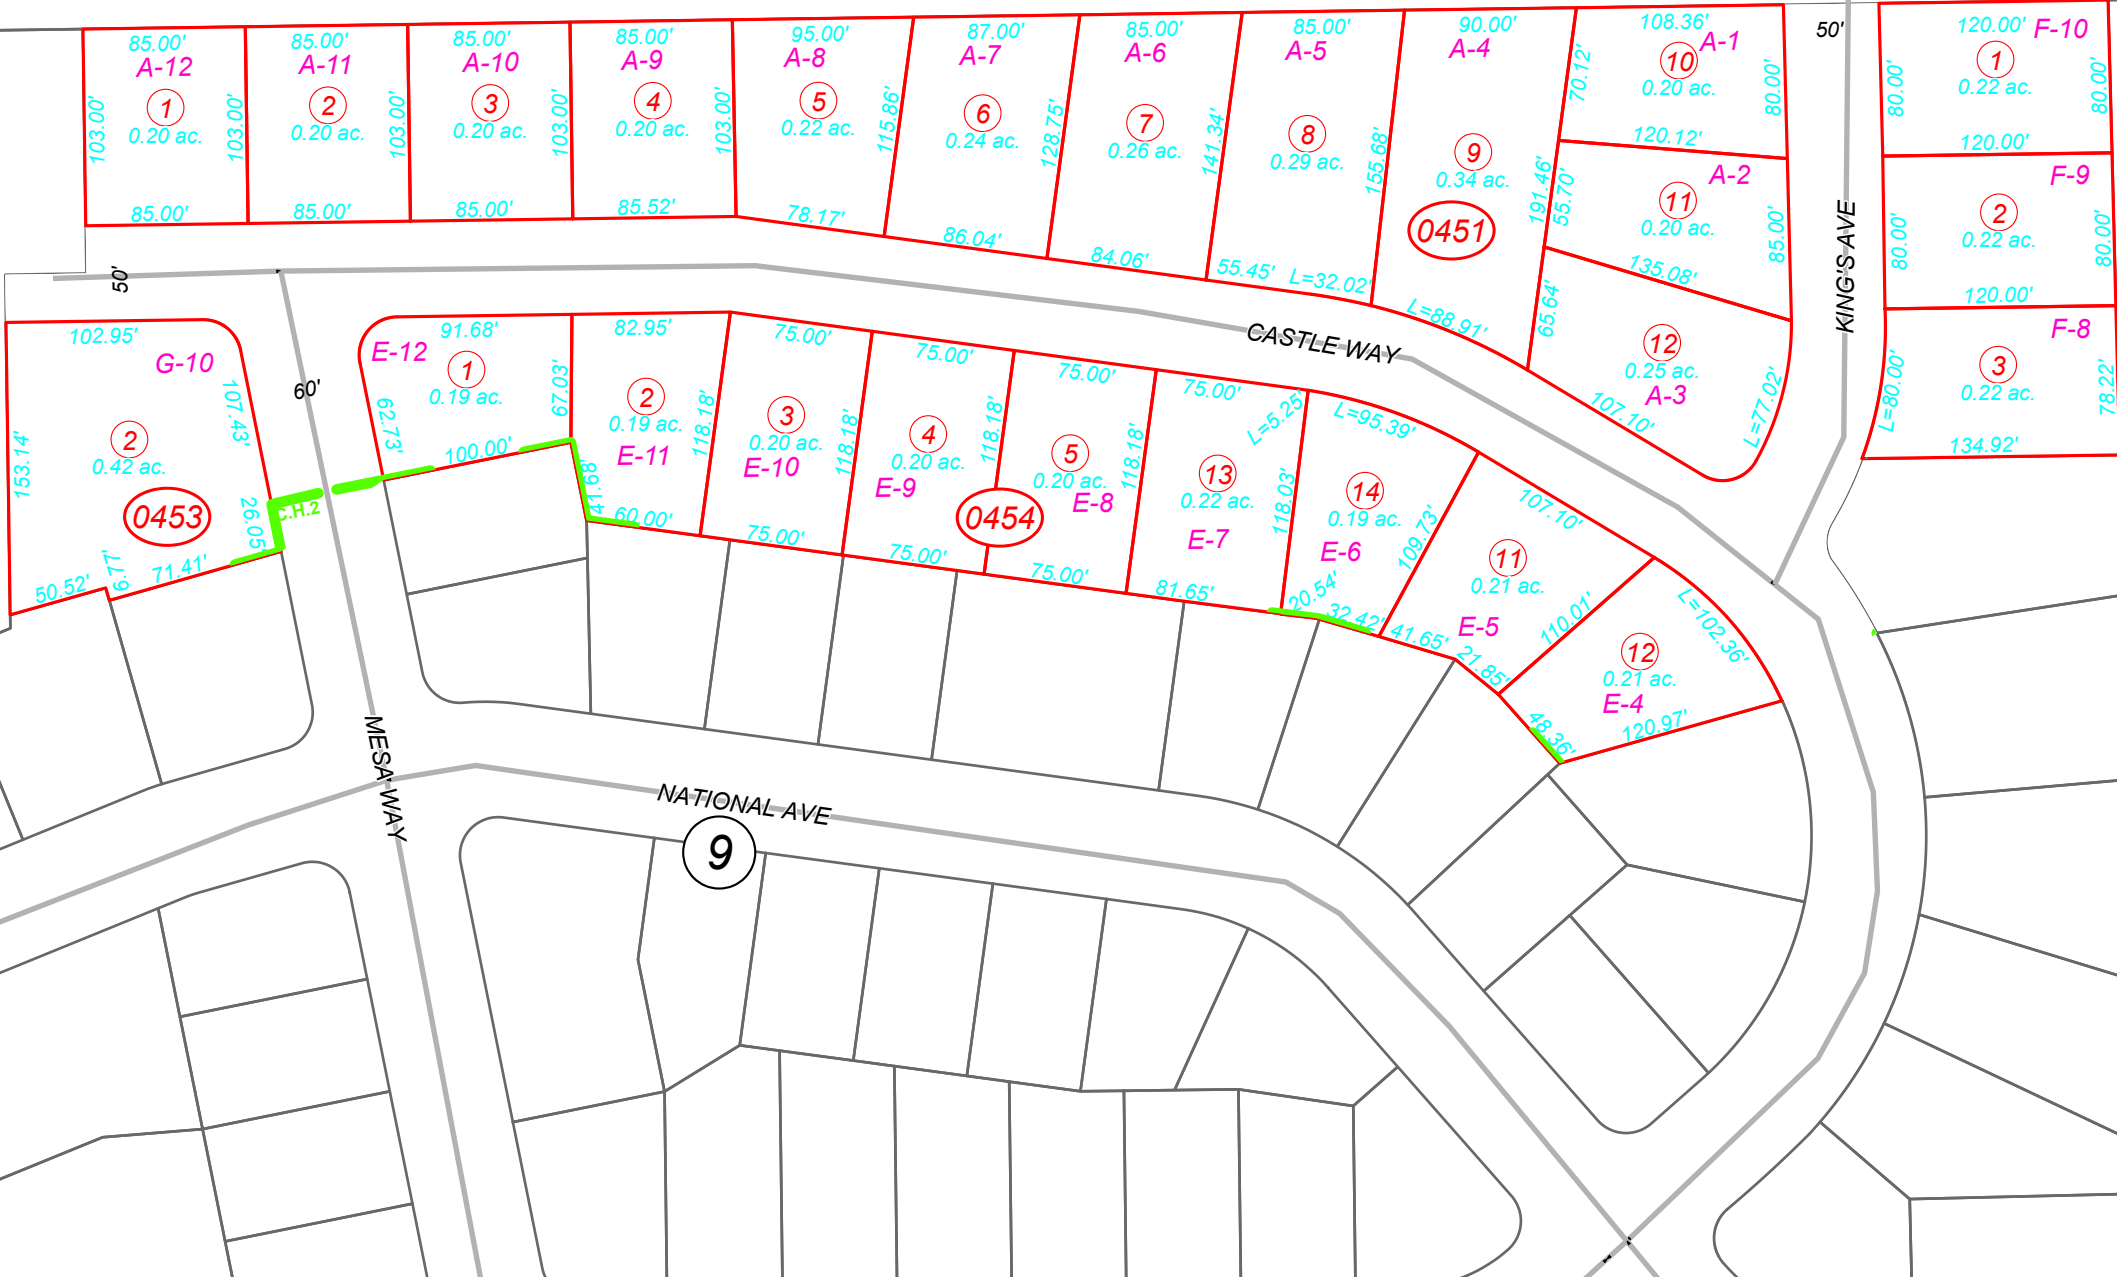 85.00'
85.00'
85.00'
85.00'
95.00'
87.00'
85.00'
85.00'
90.00'
108.36'
50'
120.00'
F-10
A-12
A-11
A-10
A-9
A-8
A-7
A-6
A-5
A-4
A-1
1
0.20 ac.
2
0.20 ac.
3
0.20 ac.
4
0.20 ac.
5
0.22 ac.
6
0.24 ac.
7
0.26 ac.
8
0.29 ac.
9
0.34 ac.
10
0.20 ac.
1
0.22 ac.
103.00'
103.00'
103.00'
103.00'
103.00'
115.86'
128.75'
141.34'
155.68'
191.46'
70.12'
80.00'
80.00'
80.00'
120.12'
120.00'
A-2
F-9
11
0.20 ac.
2
0.22 ac.
55.70'
85.00'
80.00'
80.00'
0451
KING'S AVE
85.00'
85.00'
85.00'
85.52'
78.17'
86.04'
84.06'
55.45'
L=32.02'
L=88.91'
135.08'
120.00'
50'
65.64'
12
0.25 ac.
A-3
L=77.02'
107.10'
F-8
3
0.22 ac.
L=80.00'
78.22'
134.92'
CASTLE WAY
102.95'
G-10
107.43'
60'
2
0.42 ac.
153.14'
0453
26.05'
C.H.2
50.52'
6.77'
71.41'
91.68'
E-12
1
0.19 ac.
67.03'
62.73'
100.00'
82.95'
2
0.19 ac.
E-11
118.18'
41.68'
60.00'
75.00'
3
0.20 ac.
E-10
118.18'
75.00'
75.00'
4
0.20 ac.
E-9
118.18'
75.00'
0454
75.00'
5
0.20 ac.
E-8
118.18'
75.00'
75.00'
L=5.25'
13
0.22 ac.
E-7
118.03'
81.65'
L=95.39'
14
0.19 ac.
E-6
109.73'
20.54'
32.42'
107.10'
11
0.21 ac.
E-5
110.01'
41.65'
21.85'
L=102.36'
12
0.21 ac.
E-4
48.36'
120.97'
MESA WAY
NATIONAL AVE
9